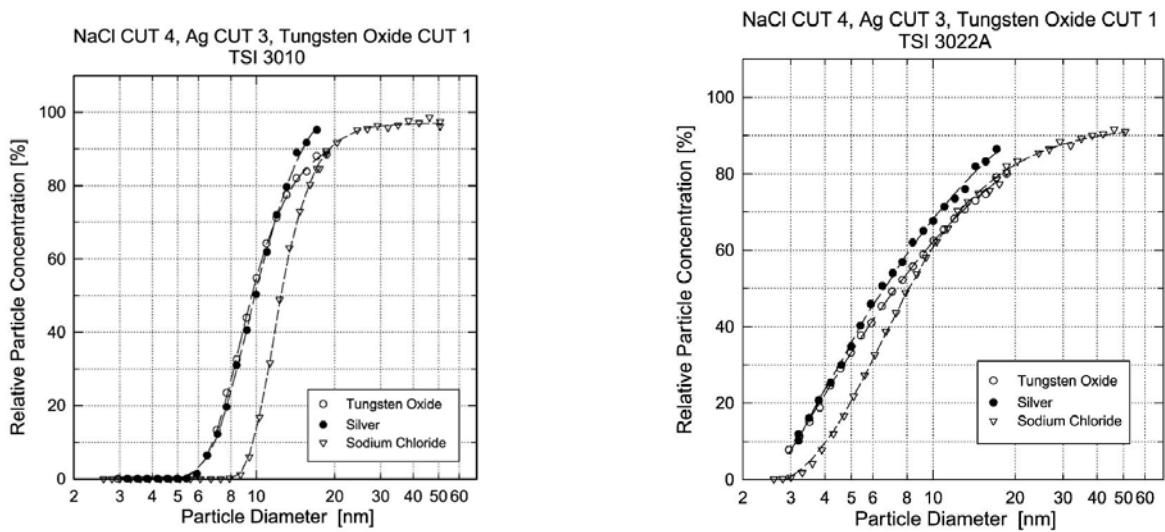 NaCl CUT 4, Ag CUT 3, Tungsten Oxide CUT 1
TSI 3010
Relative Particle Concentration [%]
100
80
60
40
20
0
2 3 4 5 6 7 8 10 20 30 40 50 60
Particle Diameter [nm]
Tungsten Oxide
Silver
Sodium Chloride
NaCl CUT 4, Ag CUT 3, Tungsten Oxide CUT 1
TSI 3022A
Relative Particle Concentration [%]
100
80
60
40
20
0
2 3 4 5 6 7 8 10 20 30 40 50 60
Particle Diameter [nm]
Tungsten Oxide
Silver
Sodium Chloride